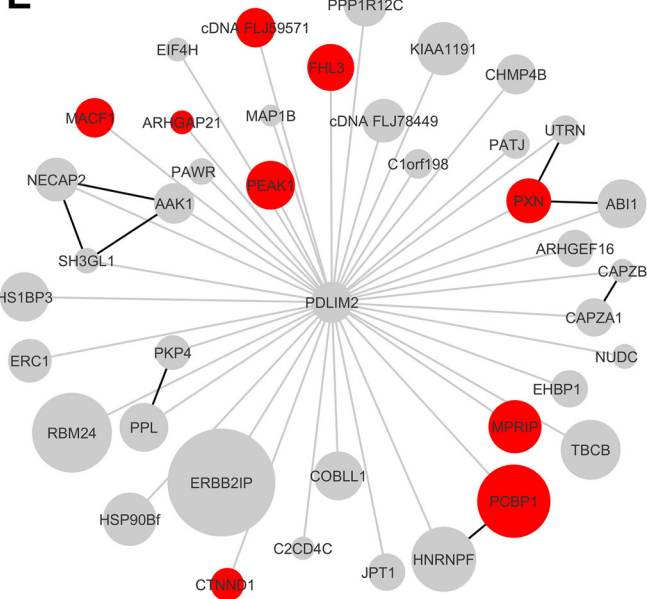 E
PPP1R12C
cDNA FLJ59571
EIF4H
KIAA1191
FHL3
CHMP4B
MACF1
ARHGAP21
MAP1B
cDNA FLJ78449
UTRN
PATJ
C1orf198
PAWR
NECAP2
PEAK1
AAK1
PXN
ABI1
ARHGEF16
SH3GL1
CAPZB
HS1BP3
PDLIM2
CAPZA1
PKP4
NUDC
ERC1
EHBP1
PPL
MPRIP
RBM24
TBCB
COBLL1
ERBB2IP
PCBP1
HSP90Bf
C2CD4C
HNRNPF
JPT1
CTNND1